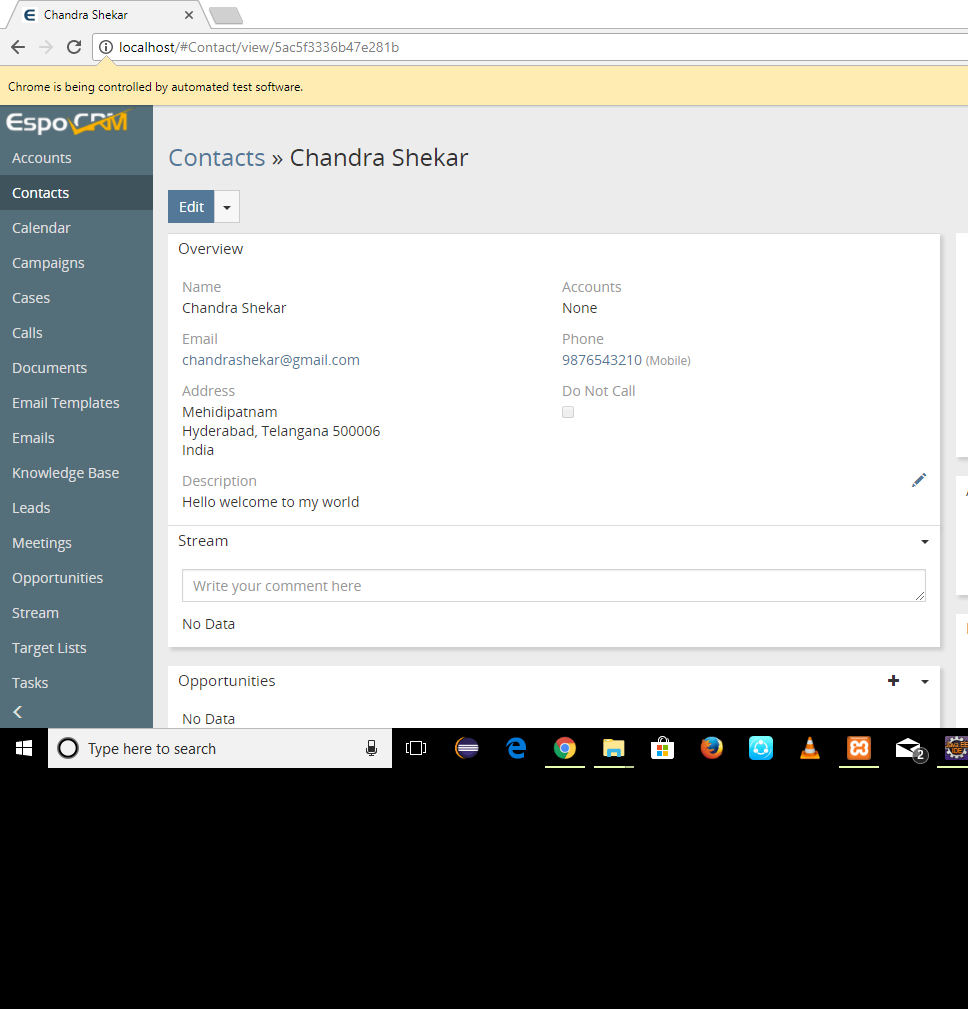 Chandra Shekar
localhost/#Contact/view/5ac5f3336b47e281b
Chrome is being controlled by automated test software.
EspoCRM
Accounts
Contacts
Calendar
Campaigns
Cases
Calls
Documents
Email Templates
Emails
Knowledge Base
Leads
Meetings
Opportunities
Stream
Target Lists
Tasks
Contacts » Chandra Shekar
Edit
Overview
Name
Chandra Shekar
Accounts
None
Email
chandrashekar@gmail.com
Phone
9876543210 (Mobile)
Address
Mehidipatnam
Hyderabad, Telangana 500006
India
Do Not Call
Description
Hello welcome to my world
Stream
Write your comment here
No Data
Opportunities
No Data
Type here to search
2